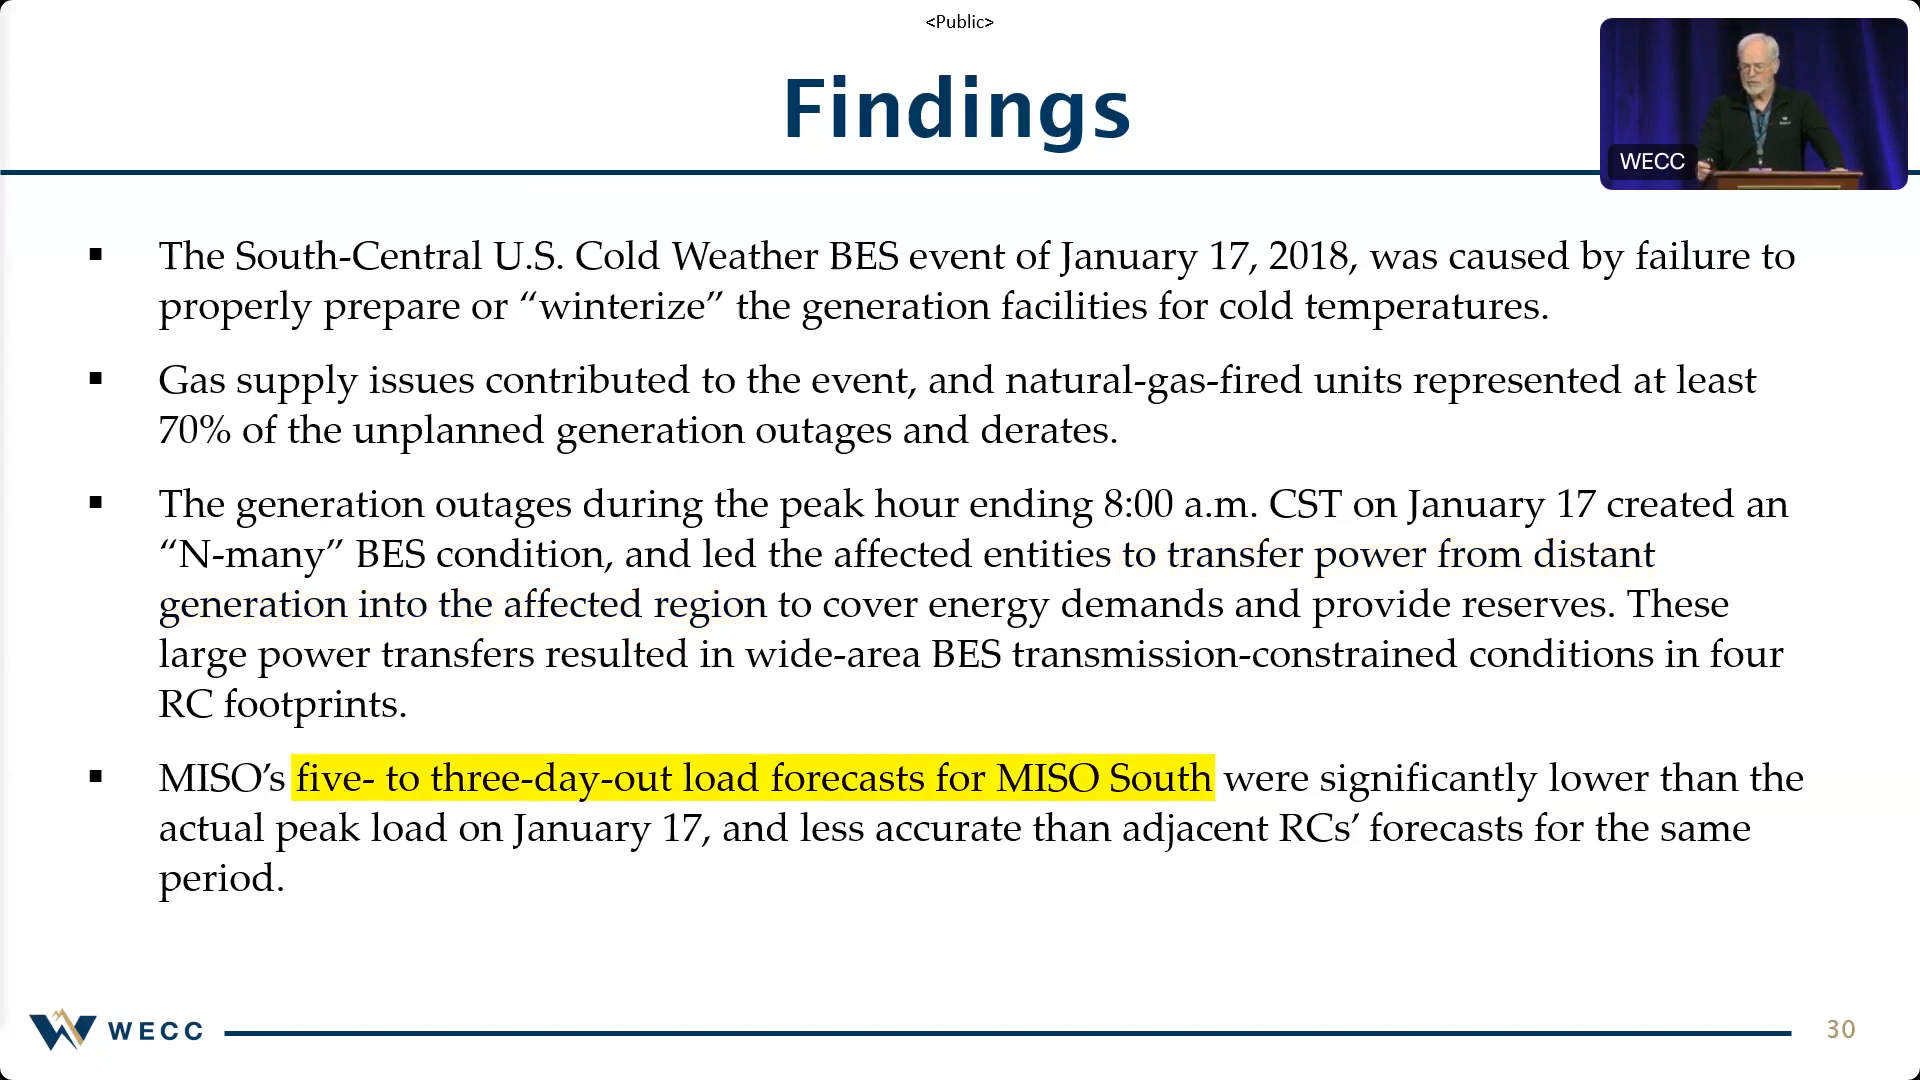 <Public>
Findings
WECC
▪ The South-Central U.S. Cold Weather BES event of January 17, 2018, was caused by failure to
properly prepare or “winterize” the generation facilities for cold temperatures.
▪ Gas supply issues contributed to the event, and natural-gas-fired units represented at least
70% of the unplanned generation outages and derates.
▪ The generation outages during the peak hour ending 8:00 a.m. CST on January 17 created an
“N-many” BES condition, and led the affected entities to transfer power from distant
generation into the affected region to cover energy demands and provide reserves. These
large power transfers resulted in wide-area BES transmission-constrained conditions in four
RC footprints.
▪ MISO’s five- to three-day-out load forecasts for MISO South were significantly lower than the
actual peak load on January 17, and less accurate than adjacent RCs’ forecasts for the same
period.
WECC
30